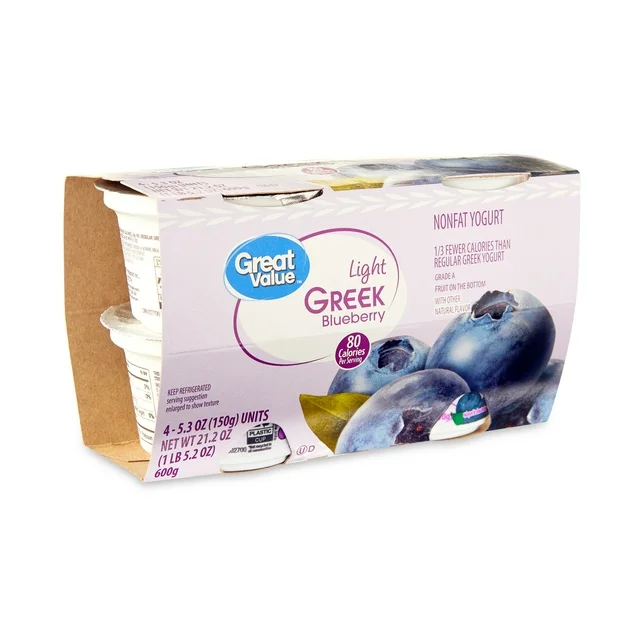 NONFAT YOGURT
1/3 FEWER CALORIES THAN
REGULAR GREEK YOGURT
GRADE A
FRUIT ON THE BOTTOM
WITH OTHER
NATURAL FLAVOR
Great
Value™
Light
GREEK
Blueberry
80
Calories
Per Serving
KEEP REFRIGERATED
serving suggestion
enlarged to show texture
4 - 5.3 OZ (150g) UNITS
NET WT 21.2 OZ
(1 LB 5.2 OZ)
600g
PLASTIC
CUP
U D